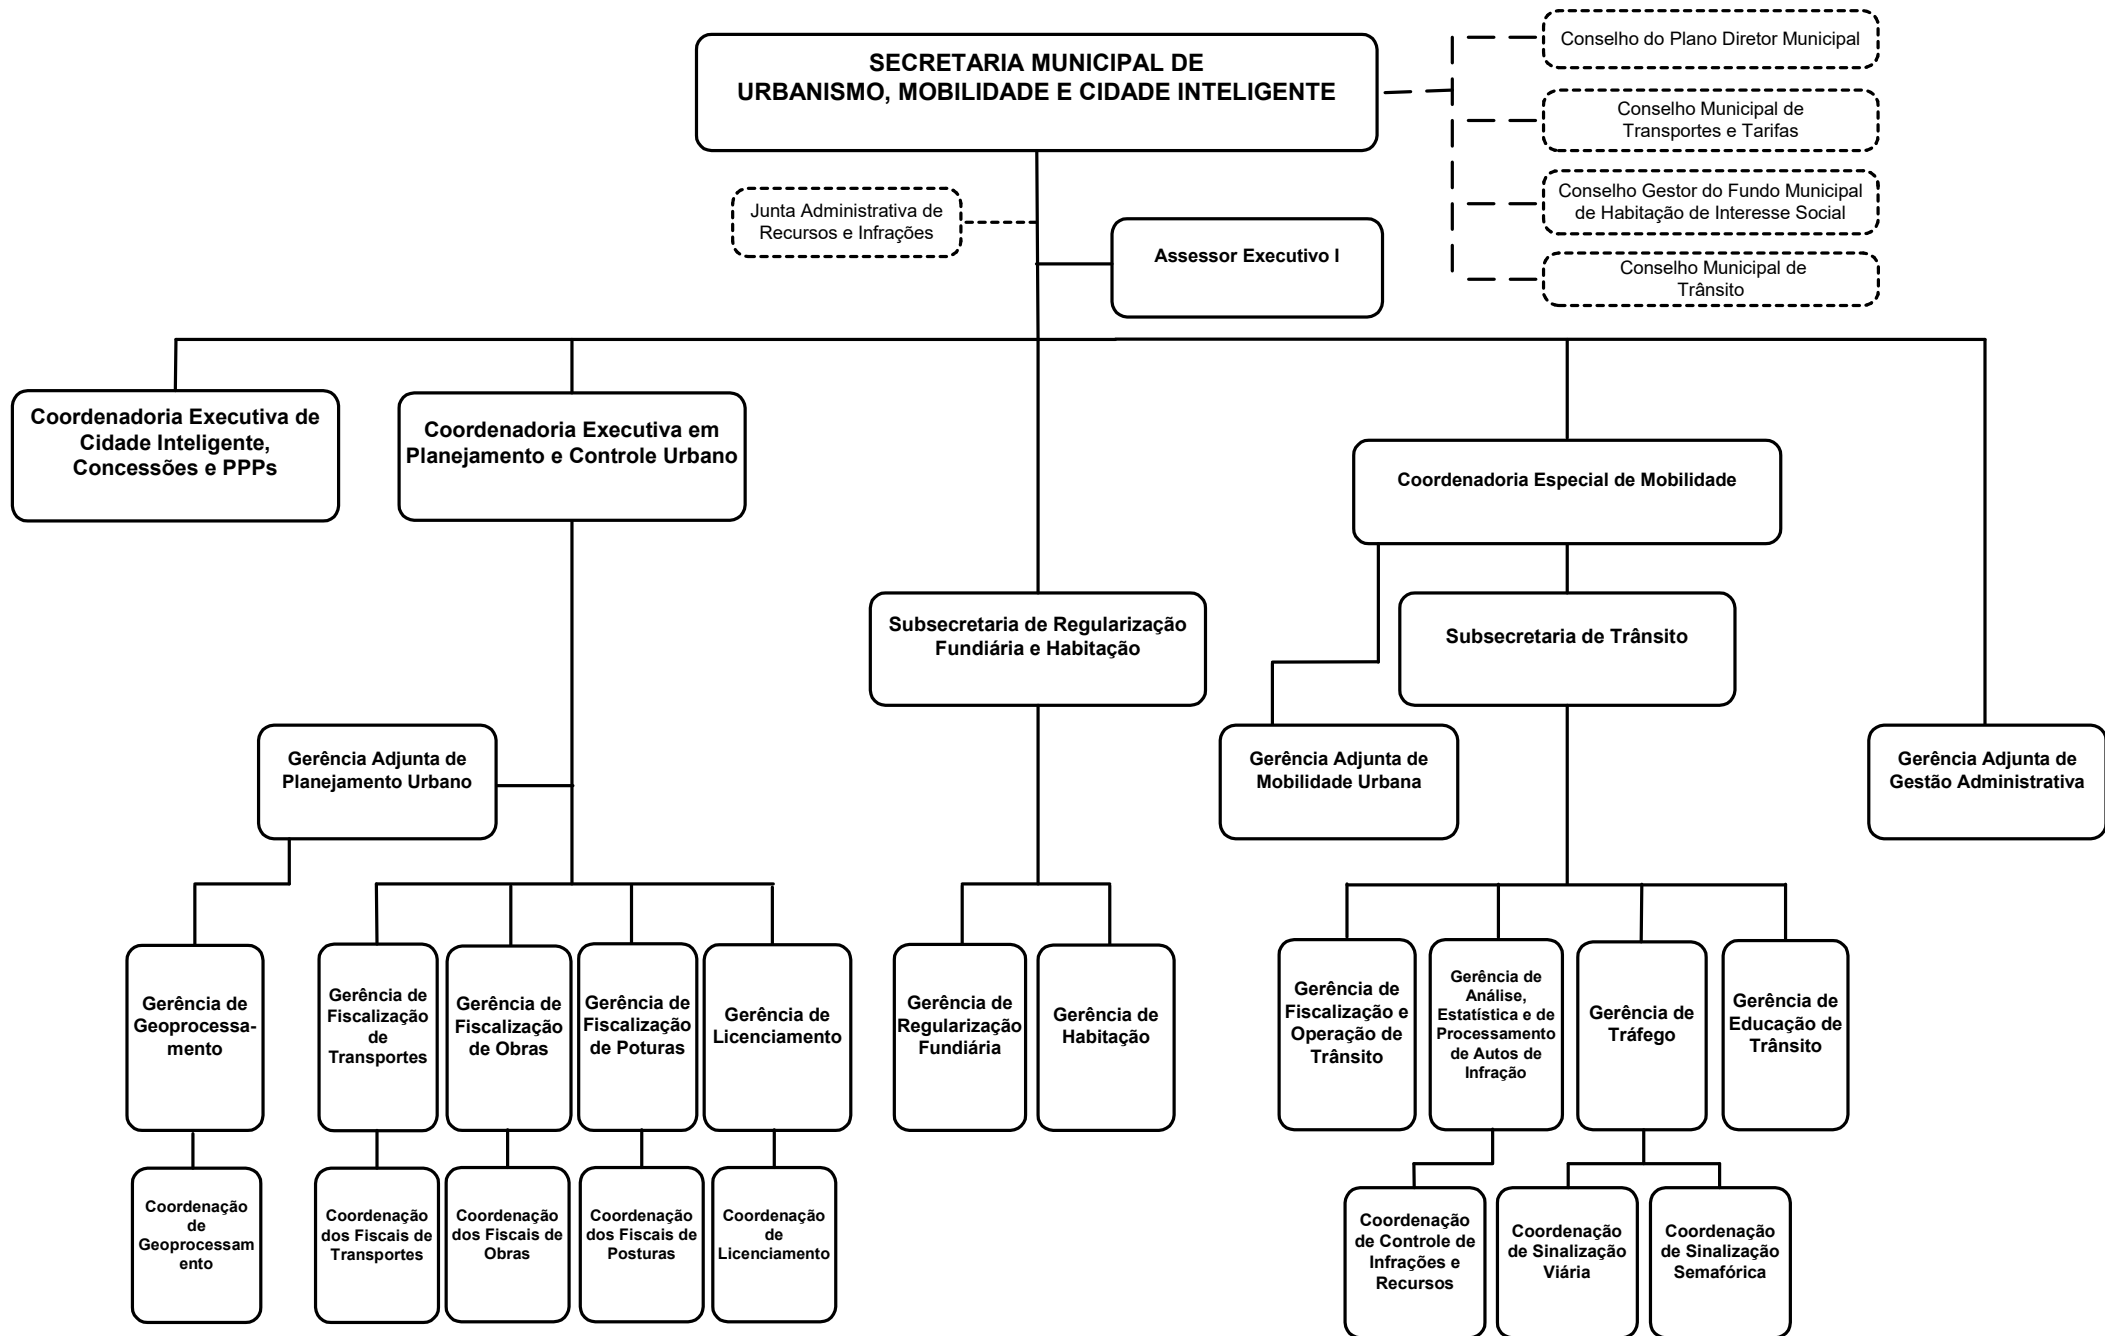 SECRETARIA MUNICIPAL DE
URBANISMO, MOBILIDADE E CIDADE INTELIGENTE
Conselho do Plano Diretor Municipal
Conselho Municipal de
Transportes e Tarifas
Conselho Gestor do Fundo Municipal
de Habitação de Interesse Social
Conselho Municipal de
Trânsito
Junta Administrativa de
Recursos e Infrações
Assessor Executivo I
Coordenadoria Executiva de
Cidade Inteligente,
Concessões e PPPs
Coordenadoria Executiva em
Planejamento e Controle Urbano
Coordenadoria Especial de Mobilidade
Subsecretaria de Regularização
Fundiária e Habitação
Subsecretaria de Trânsito
Gerência Adjunta de
Planejamento Urbano
Gerência Adjunta de
Mobilidade Urbana
Gerência Adjunta de
Gestão Administrativa
Gerência de
Geoprocessa-
mento
Gerência de
Fiscalização
de
Transportes
Gerência de
Fiscalização
de Obras
Gerência de
Fiscalização
de Poturas
Gerência de
Licenciamento
Gerência de
Regularização
Fundiária
Gerência de
Habitação
Gerência de
Fiscalização e
Operação de
Trânsito
Gerência de
Análise,
Estatística e de
Processamento
de Autos de
Infração
Gerência de
Tráfego
Gerência de
Educação de
Trânsito
Coordenação
de
Geoprocessam
ento
Coordenação
dos Fiscais de
Transportes
Coordenação
dos Fiscais de
Obras
Coordenação
dos Fiscais de
Posturas
Coordenação
de
Licenciamento
Coordenação
de Controle de
Infrações e
Recursos
Coordenação
de Sinalização
Viária
Coordenação
de Sinalização
Semafórica